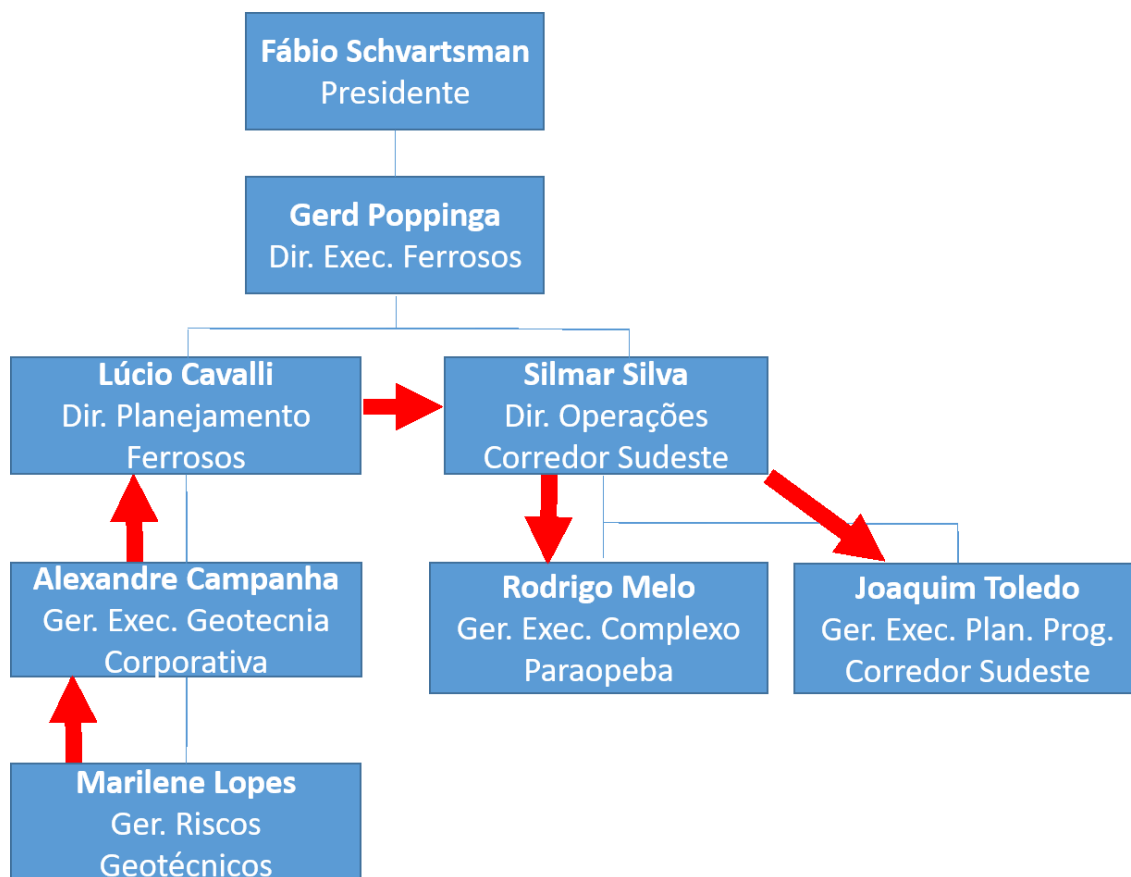 Fábio Schvartsman
Presidente
Gerd Poppinga
Dir. Exec. Ferrosos
Lúcio Cavalli
Dir. Planejamento
Ferrosos
Silmar Silva
Dir. Operações
Corredor Sudeste
Alexandre Campanha
Ger. Exec. Geotecnia
Corporativa
Rodrigo Melo
Ger. Exec. Complexo
Paraopeba
Joaquim Toledo
Ger. Exec. Plan. Prog.
Corredor Sudeste
Marilene Lopes
Ger. Riscos
Geotécnicos